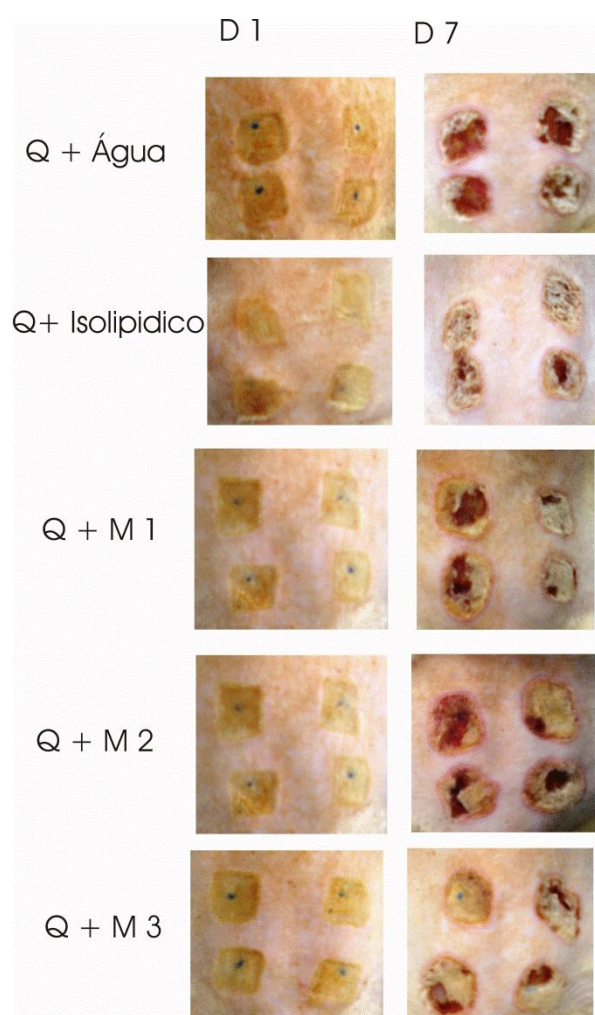 D 1
D 7
Q + Água
Q+ Isolipidico
Q + M 1
Q + M 2
Q + M 3